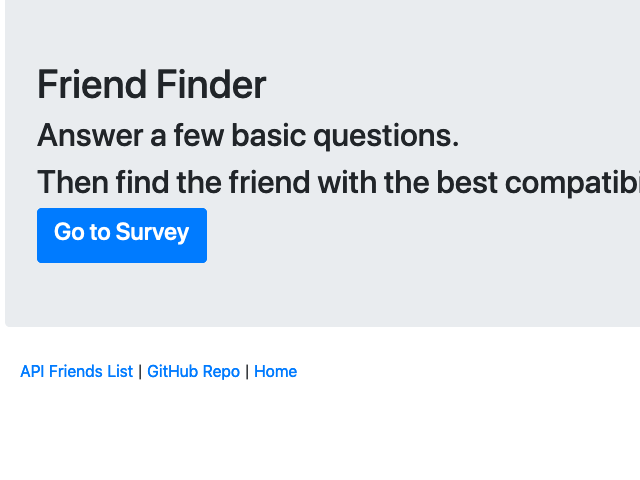 Friend Finder
Answer a few basic questions.
Then find the friend with the best
Go to Survey
API Friends List | GitHub Repo | Home